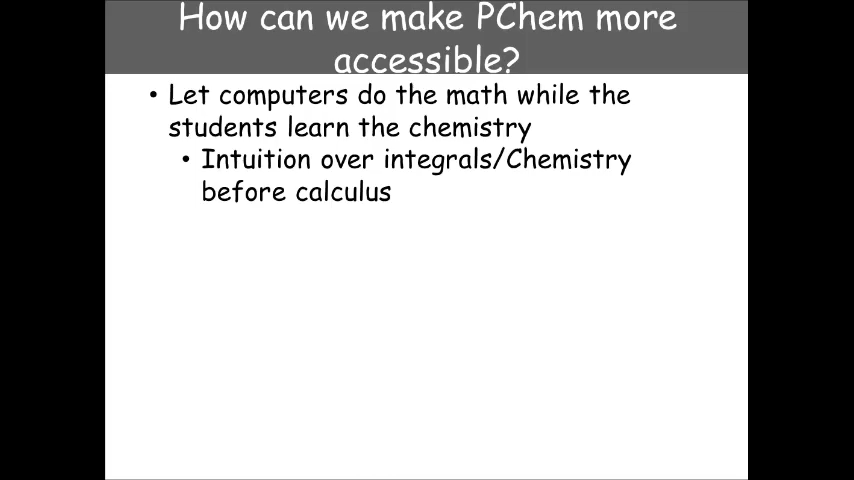 How can we make PChem more
accessible?
• Let computers do the math while the
students learn the chemistry
• Intuition over integrals/Chemistry
before calculus